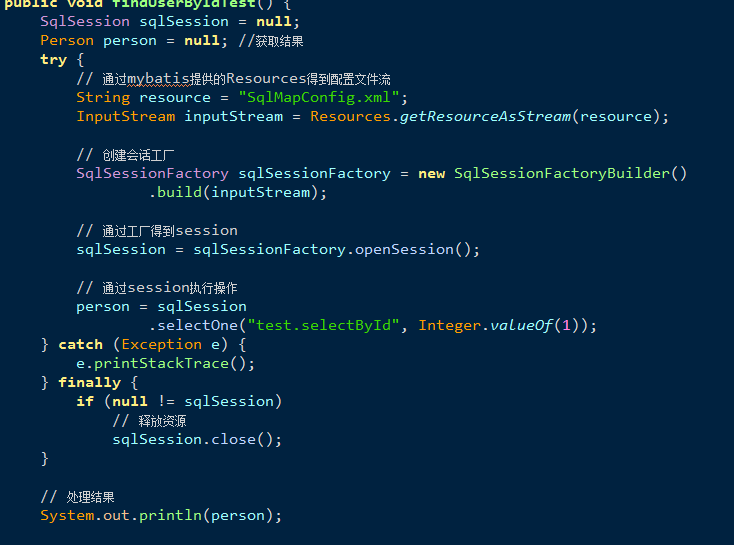 public void findUserByIdTest() {
SqlSession sqlSession = null;
Person person = null; //获取结果
try {
// 通过mybatis提供的Resources得到配置文件流
String resource = "SqlMapConfig.xml";
InputStream inputStream = Resources.getResourceAsStream(resource);
// 创建会话工厂
SqlSessionFactory sqlSessionFactory = new SqlSessionFactoryBuilder()
.build(inputStream);
// 通过工厂得到session
sqlSession = sqlSessionFactory.openSession();
// 通过session执行操作
person = sqlSession
.selectOne("test.selectById", Integer.valueOf(1));
} catch (Exception e) {
e.printStackTrace();
} finally {
if (null != sqlSession)
// 释放资源
sqlSession.close();
}
// 处理结果
System.out.println(person);